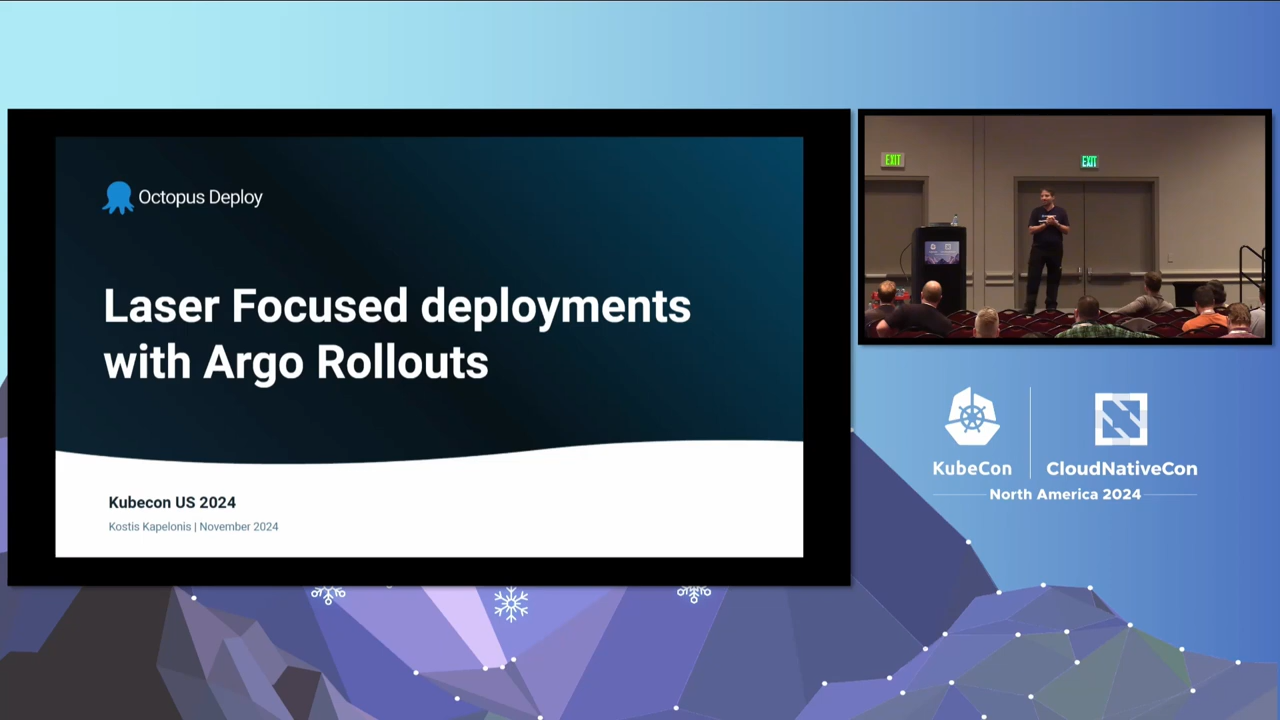 Octopus Deploy
Laser Focused deployments
with Argo Rollouts
Kubecon US 2024
Kostis Kapelonis | November 2024
EXIT
EXIT
KubeCon
CloudNativeCon
North America 2024